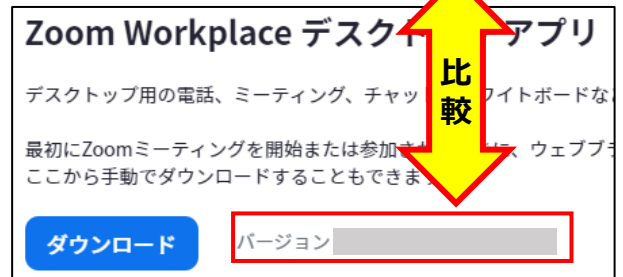 Zoom Workplace デスク アプリ
比較
デスクトップ用の電話、ミーティング、チャッ ワイトボードな
最初にZoomミーティングを開始または参加さ 、ウェブブ
ここから手動でダウンロードすることもできま
ダウンロード
バージョン